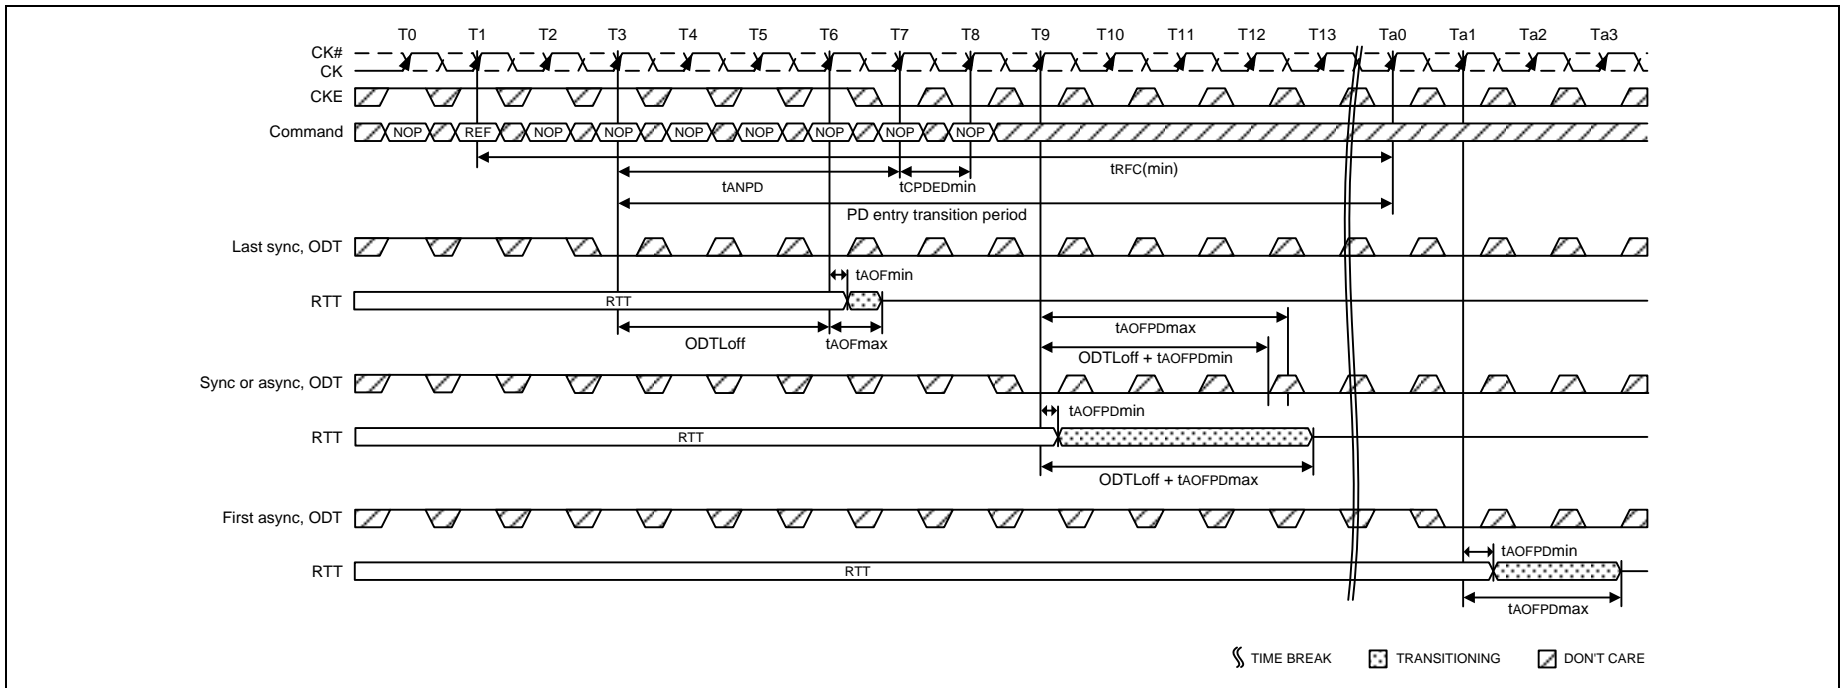 T0 T1 T2 T3 T4 T5 T6 T7 T8 T9 T10 T11 T12 T13 Ta0 Ta1 Ta2 Ta3
CK#
CK
CKE
Command NOP REF NOP NOP NOP NOP NOP NOP NOP
tRFC(min)
tANPD tCPDEDmin
PD entry transition period
Last sync, ODT
tAOFmin
RTT RTT
tAOFPDmax
ODTLoff tAOFmax
ODTLoff + tAOFPDmin
Sync or async, ODT
tAOFPDmin
RTT RTT
ODTLoff + tAOFPDmax
First async, ODT
tAOFPDmin
RTT RTT
tAOFPDmax
TIME BREAK TRANSITIONING DON'T CARE